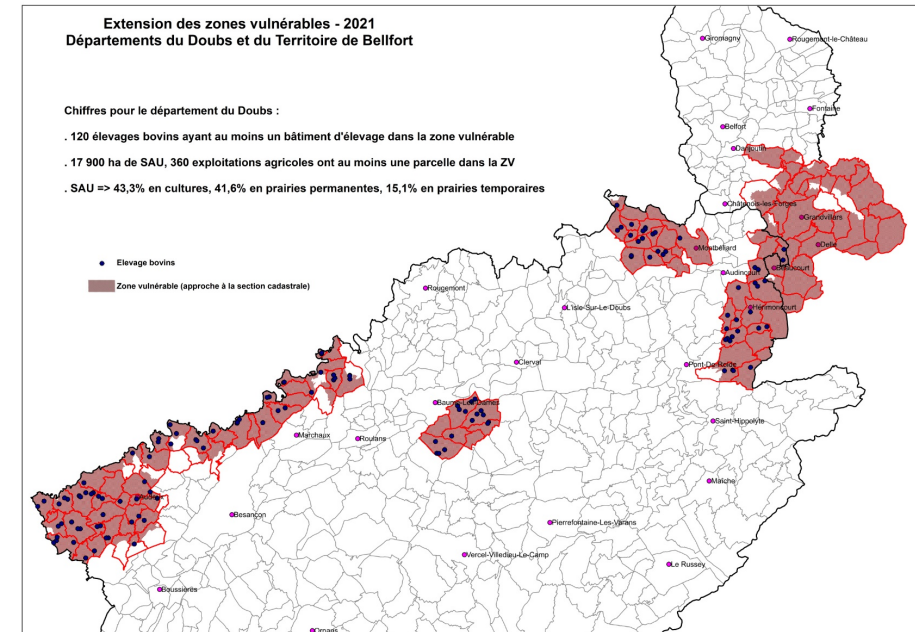 Extension des zones vulnérables - 2021
Départements du Doubs et du Territoire de Bellfort
Chiffres pour le département du Doubs :
. 120 élevages bovins ayant au moins un bâtiment d'élevage dans la zone vulnérable
. 17 900 ha de SAU, 360 exploitations agricoles ont au moins une parcelle dans la ZV
. SAU => 43,3% en cultures, 41,6% en prairies permanentes, 15,1% en prairies temporaires
Elevage bovins
Zone vulnérable (approche à la section cadastrale)
Giromagny
Rougemont-le-Château
Fontaine
Belfort
Danjoutin
Châtenois-les-Forges
Grandvillars
Delle
Montbéliard
Beaucourt
Audincourt
Rougemont
L'isle-Sur-Le-Doubs
Hérimoncourt
Clerval
Pont-De-Roide
Baume-Les-Dames
Saint-Hippolyte
Marchaux
Roulans
Maîche
Audeux
Besançon
Pierrefontaine-Les-Varans
Vercel-Villedieu-Le-Camp
Le Russey
Boussières
Ornans